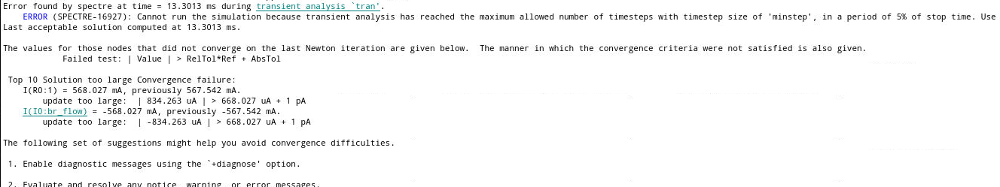 Error found by spectre at time = 13.3013 ms during transient analysis `tran'.
ERROR (SPECTRE-16927): Cannot run the simulation because transient analysis has reached the maximum allowed number of timesteps with timestep size of 'minstep', in a period of 5% of stop time. Use
Last acceptable solution computed at 13.3013 ms.
The values for those nodes that did not converge on the last Newton iteration are given below.  The manner in which the convergence criteria were not satisfied is also given.
Failed test: | Value | > RelTol*Ref + AbsTol
Top 10 Solution too large Convergence failure:
I(R0:1) = 568.027 mA, previously 567.542 mA.
update too large:  | 834.263 uA | > 668.027 uA + 1 pA
I(I0:br_flow) = -568.027 mA, previously -567.542 mA.
update too large:  | -834.263 uA | > 668.027 uA + 1 pA
The following set of suggestions might help you avoid convergence difficulties.
1. Enable diagnostic messages using the `+diagnose' option.
2. Evaluate and resolve any notice, warning, or error messages.